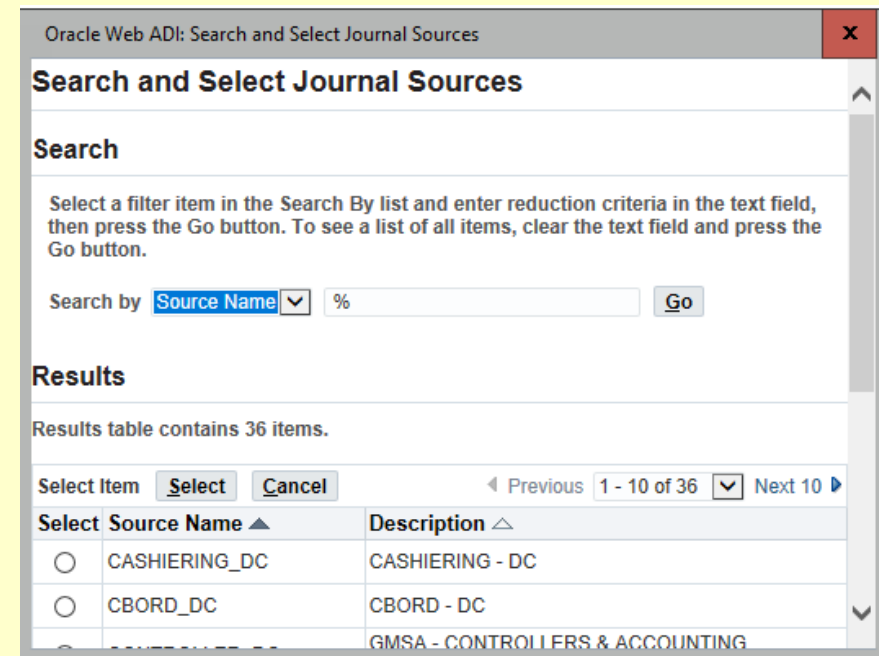 Oracle Web ADI: Search and Select Journal Sources
x
Search and Select Journal Sources
Search
Select a filter item in the Search By list and enter reduction criteria in the text field,
then press the Go button. To see a list of all items, clear the text field and press the
Go button.
Search by Source Name % Go
Results
Results table contains 36 items.
Select Item Select Cancel Previous 1 - 10 of 36 Next 10
Select Source Name Description
CASHIERING_DC CASHIERING - DC
CBORD_DC CBORD - DC
GMSA - CONTROLLERS & ACCOUNTING